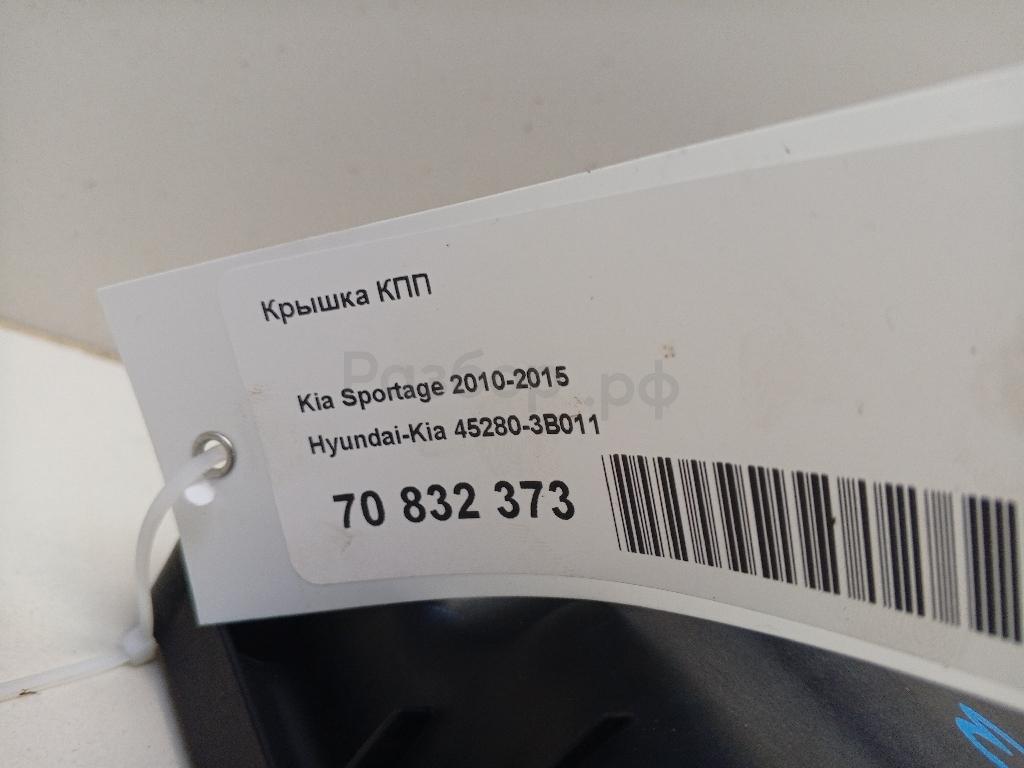 Крышка КПП
Kia Sportage 2010-2015
Hyundai-Kia 45280-3B011
70 832 373